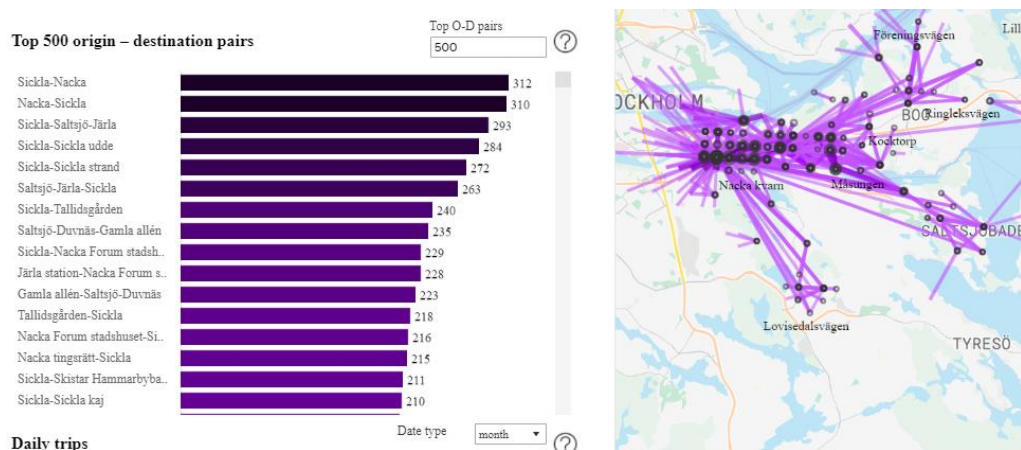 Top 500 origin – destination pairs
Top O-D pairs
500
Sickla-Nacka
312
Nacka-Sickla
310
Sickla-Saltsjö-Järla
293
Sickla-Sickla udde
284
Sickla-Sickla strand
272
Saltsjö-Järla-Sickla
263
Sickla-Tallidsgården
240
Saltsjö-Duvnäs-Gamla allén
235
Sickla-Nacka Forum stadsh..
229
Järla station-Nacka Forum s..
228
Gamla allén-Saltsjö-Duvnäs
223
Tallidsgården-Sickla
218
Nacka Forum stadshuset-Si..
216
Nacka tingsrätt-Sickla
215
Sickla-Skistar Hammarbyba..
211
Sickla-Sickla kaj
210
Daily trips
Date type
month
Föreningsvägen
Lill
OCKHOLM
BOO
Ringleksvägen
Kocktorp
Nacka kvarn
Måsungen
SALTSJÖBADE
Lovisedalsvägen
TYRESÖ